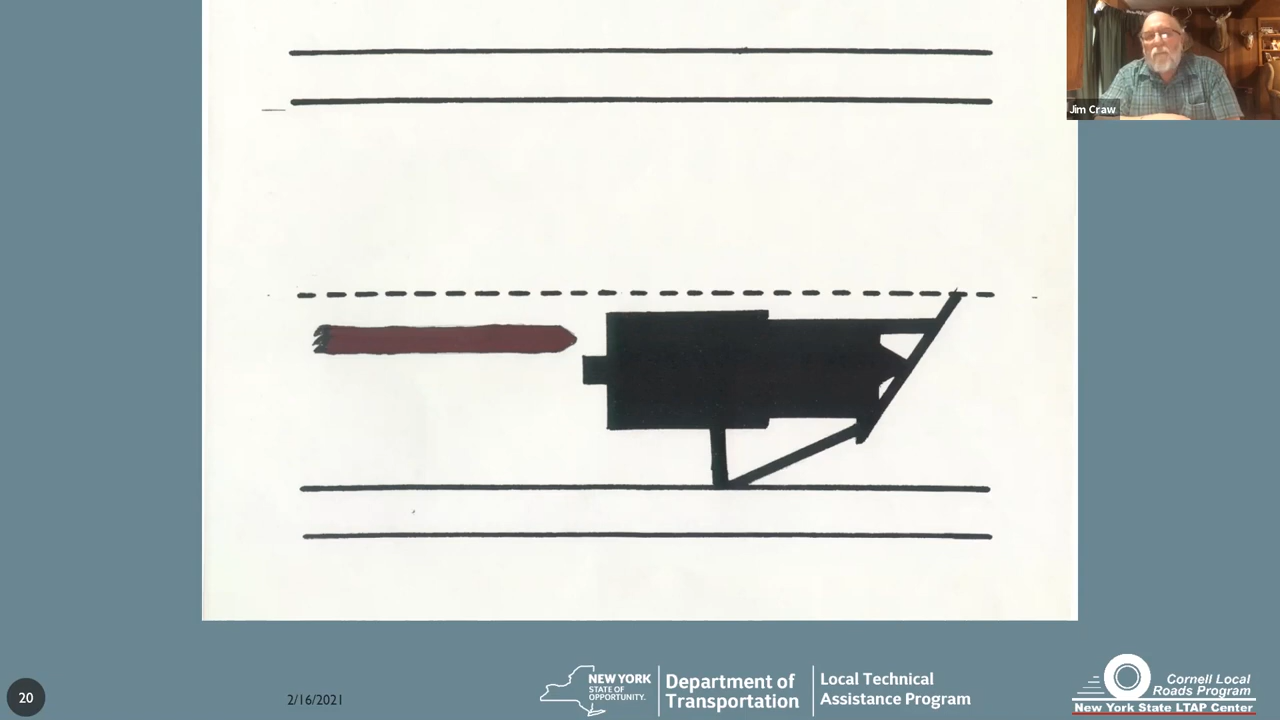 Jim Craw
20
2/16/2021
NEW YORK
STATE OF
OPPORTUNITY.
Department of
Transportation
Local Technical
Assistance Program
Cornell Local
Roads Program
New York State LTAP Center